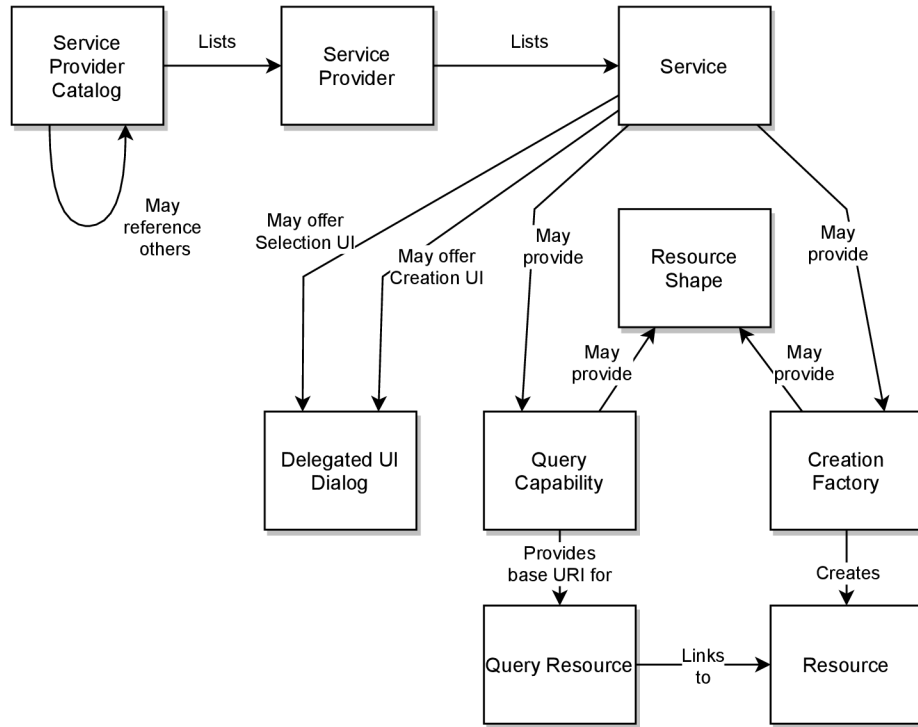 Service
Provider
Catalog
Lists
Service
Provider
Lists
Service
May
reference
others
May offer
Selection UI
May offer
Creation UI
May
provide
Resource
Shape
May
provide
May
provide
May
provide
Delegated UI
Dialog
Query
Capability
Creation
Factory
Provides
base URI for
Creates
Query Resource
Links
to
Resource